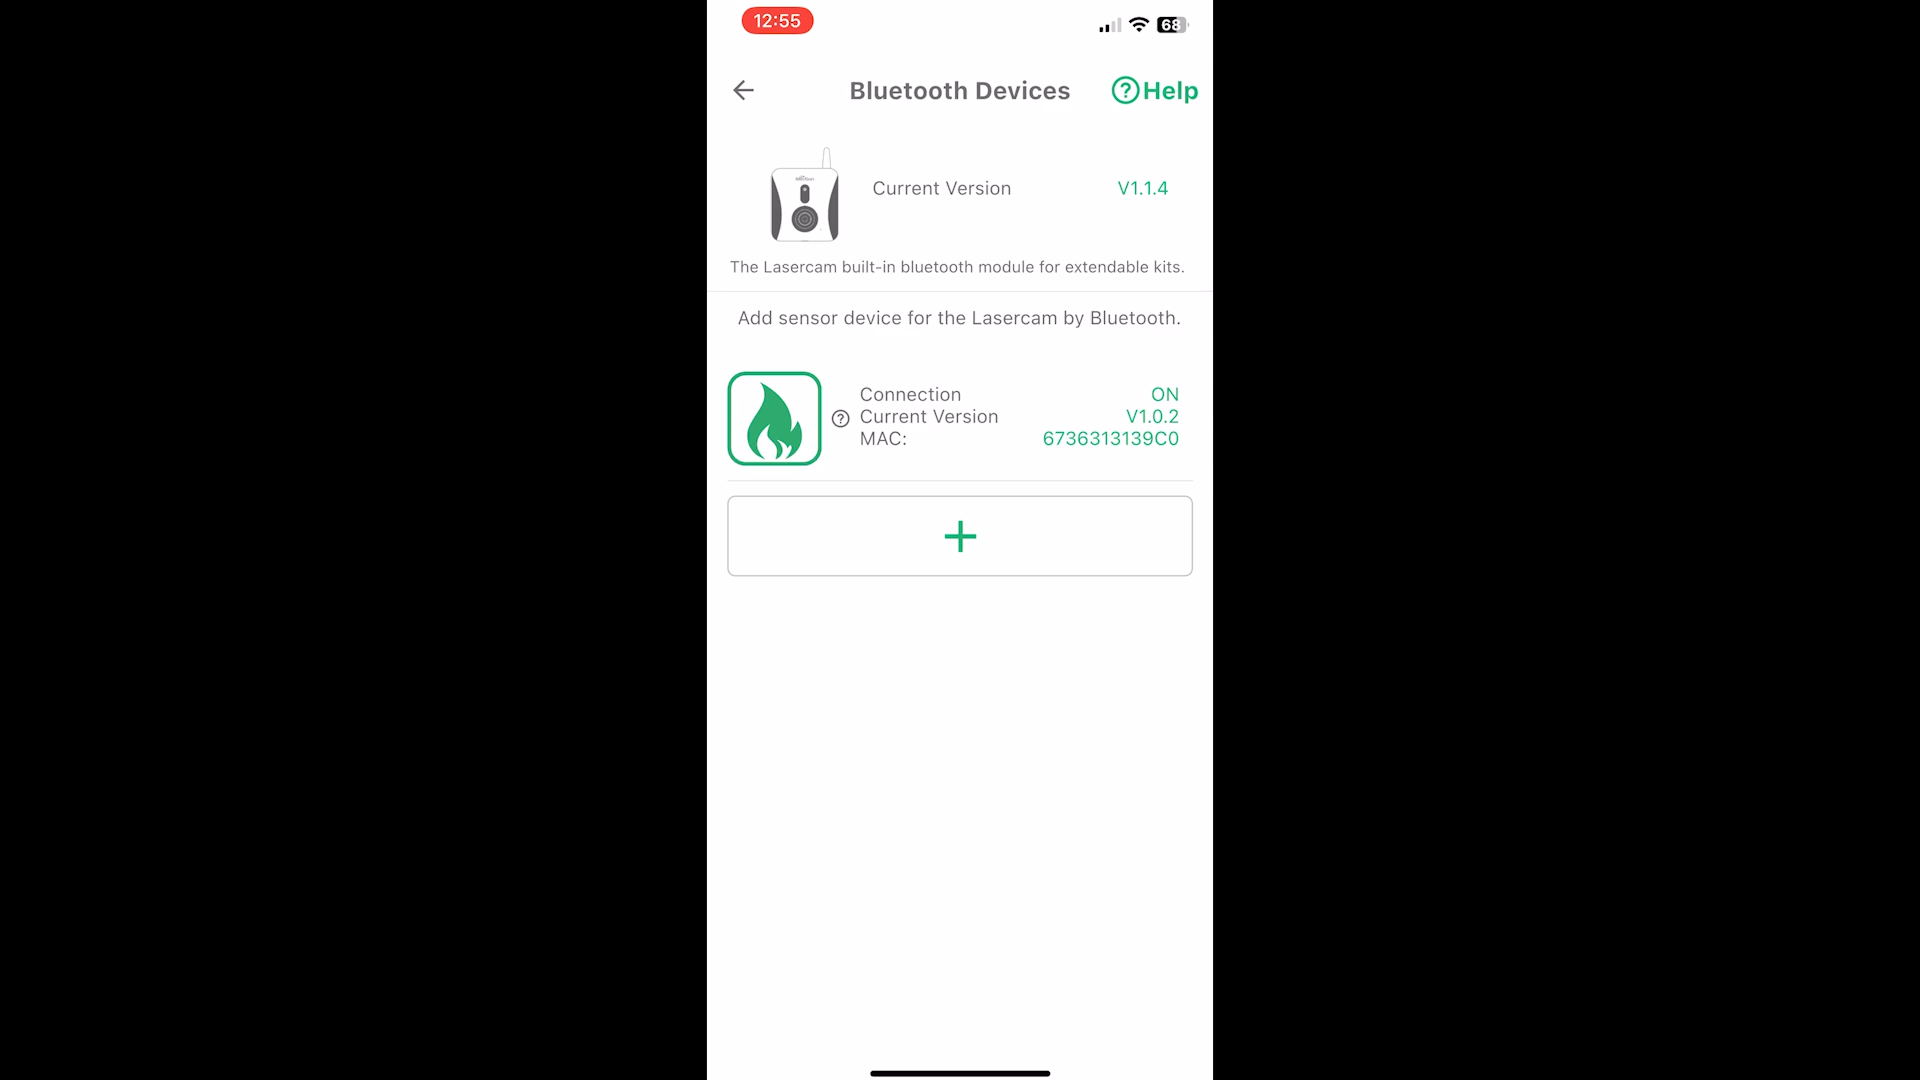 12:55
68
Bluetooth Devices
Help
Current Version V1.1.4
The Lasercam built-in bluetooth module for extendable kits.
Add sensor device for the Lasercam by Bluetooth.
Connection ON
Current Version V1.0.2
MAC: 6736313139C0